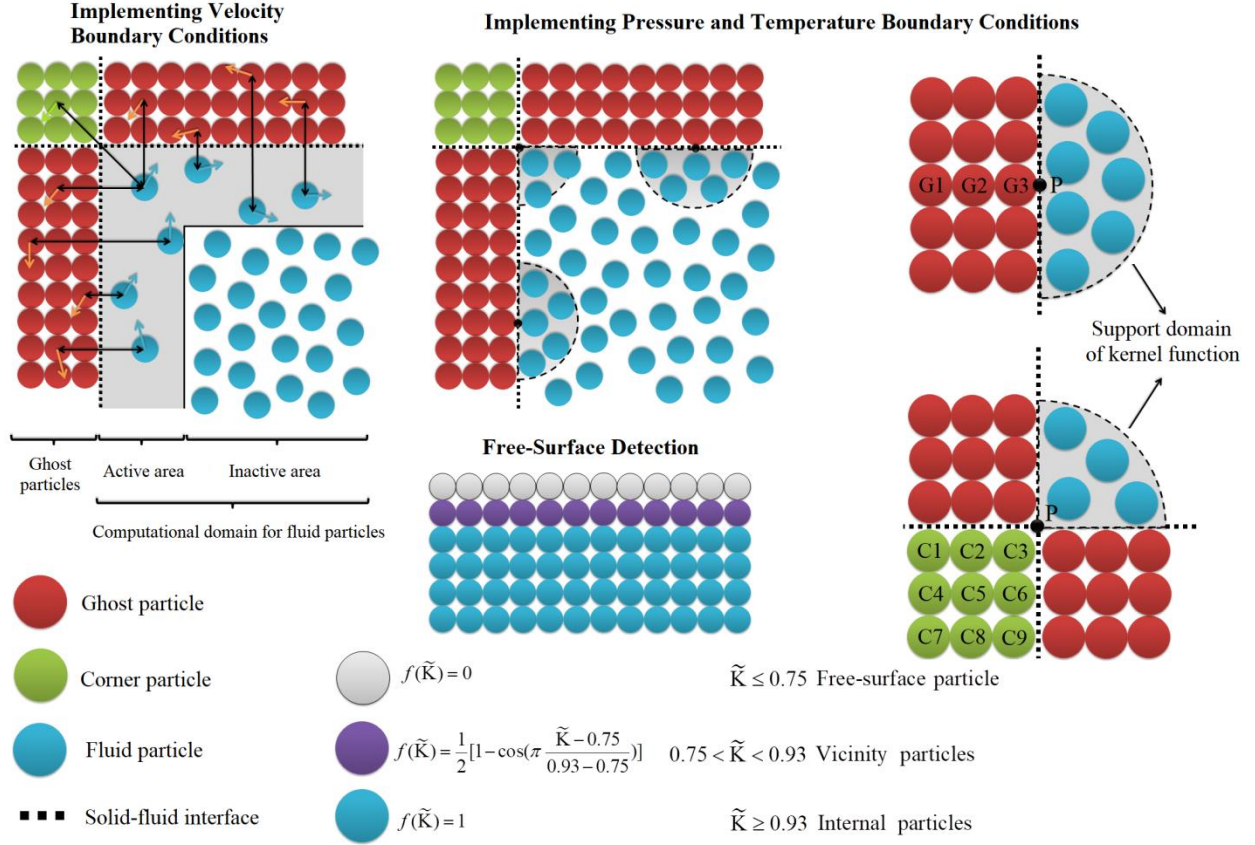 Implementing Velocity
Boundary Conditions
Implementing Pressure and Temperature Boundary Conditions
G1 G2 G3 P
Support domain
of kernel function
Ghost
particles
Active area
Inactive area
Computational domain for fluid particles
Free-Surface Detection
P
C1 C2 C3
C4 C5 C6
C7 C8 C9
Ghost particle
Corner particle
Fluid particle
Solid-fluid interface
f(K̃) = 0
K̃ ≤ 0.75 Free-surface particle
f(K̃) = 1/2[1−cos(π (K̃ − 0.75)/(0.93 − 0.75))]
0.75 < K̃ < 0.93 Vicinity particles
f(K̃) = 1
K̃ ≥ 0.93 Internal particles